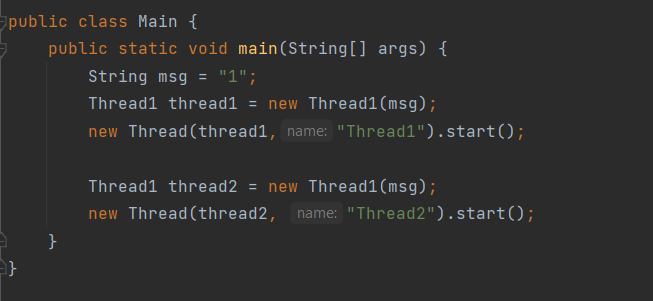 public class Main {
    public static void main(String[] args) {
        String msg = "1";
        Thread1 thread1 = new Thread1(msg);
        new Thread(thread1, name: "Thread1").start();

        Thread1 thread2 = new Thread1(msg);
        new Thread(thread2, name: "Thread2").start();
    }
}